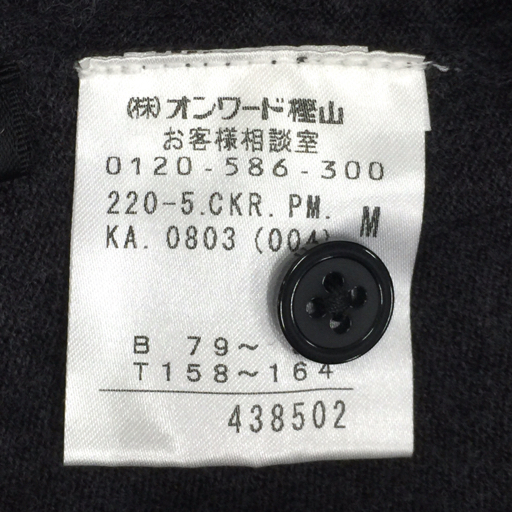 (株)オンワード樫山
お客様相談室
0120-586-300
220-5.CKR.PM. M
KA.0803(004)
B 79~
T158~164
438502